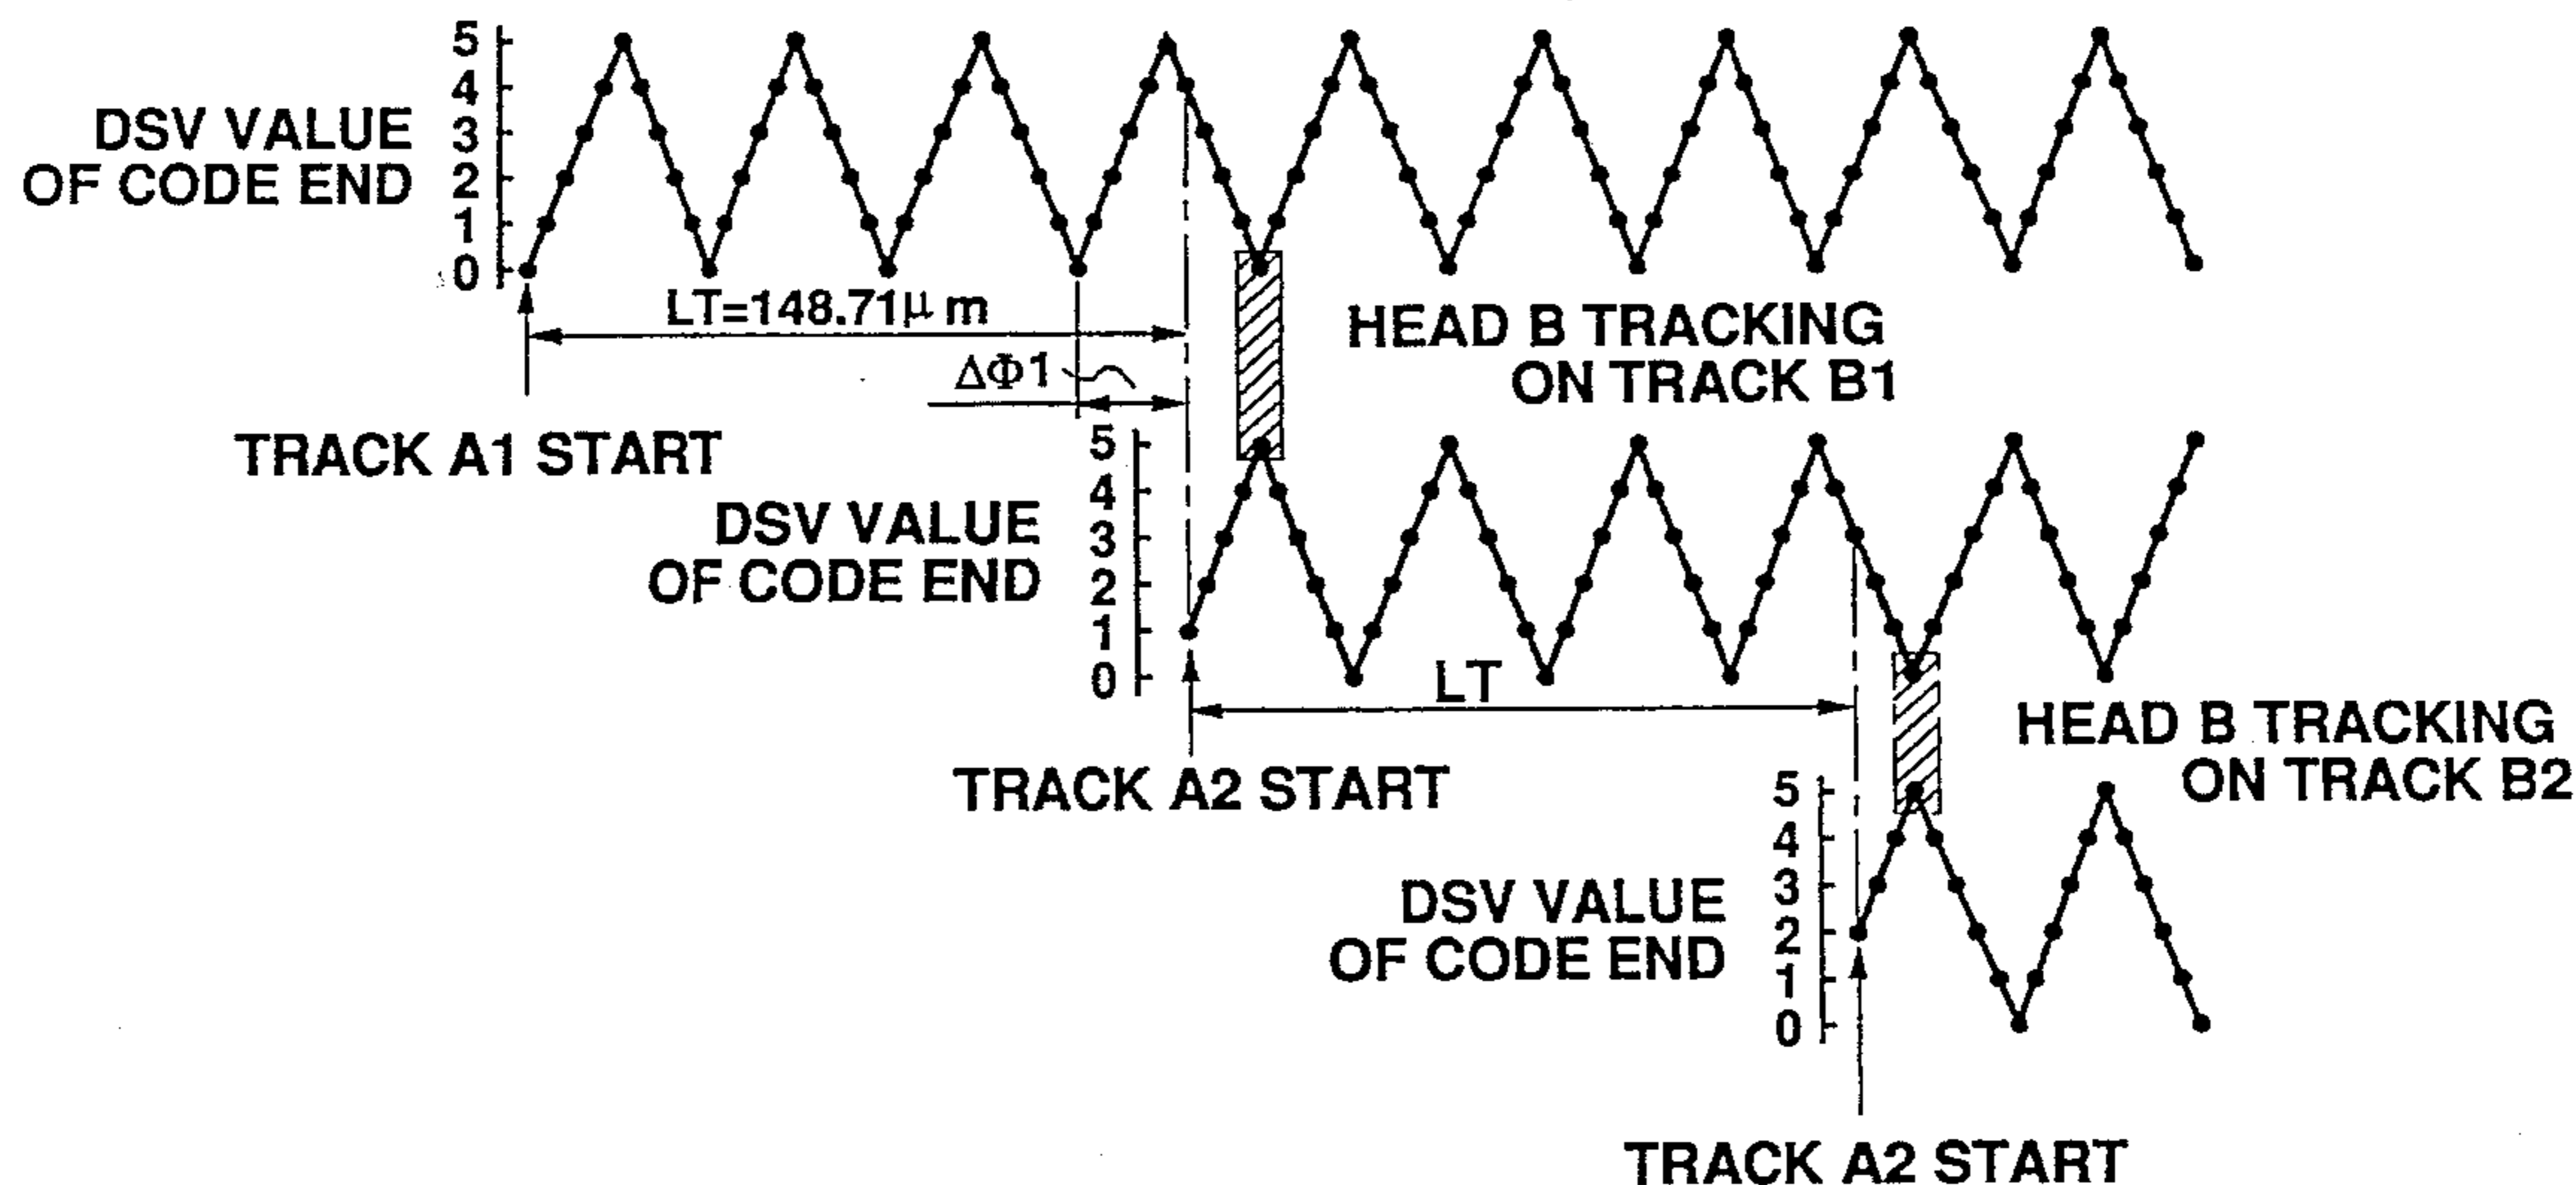 5
4
3
2
1
0
DSV VALUE
OF CODE END
LT=148.71μm
ΔΦ1
TRACK A1 START
HEAD B TRACKING
ON TRACK B1
5
4
3
2
1
0
DSV VALUE
OF CODE END
LT
TRACK A2 START
HEAD B TRACKING
ON TRACK B2
5
4
3
2
1
0
DSV VALUE
OF CODE END
TRACK A2 START